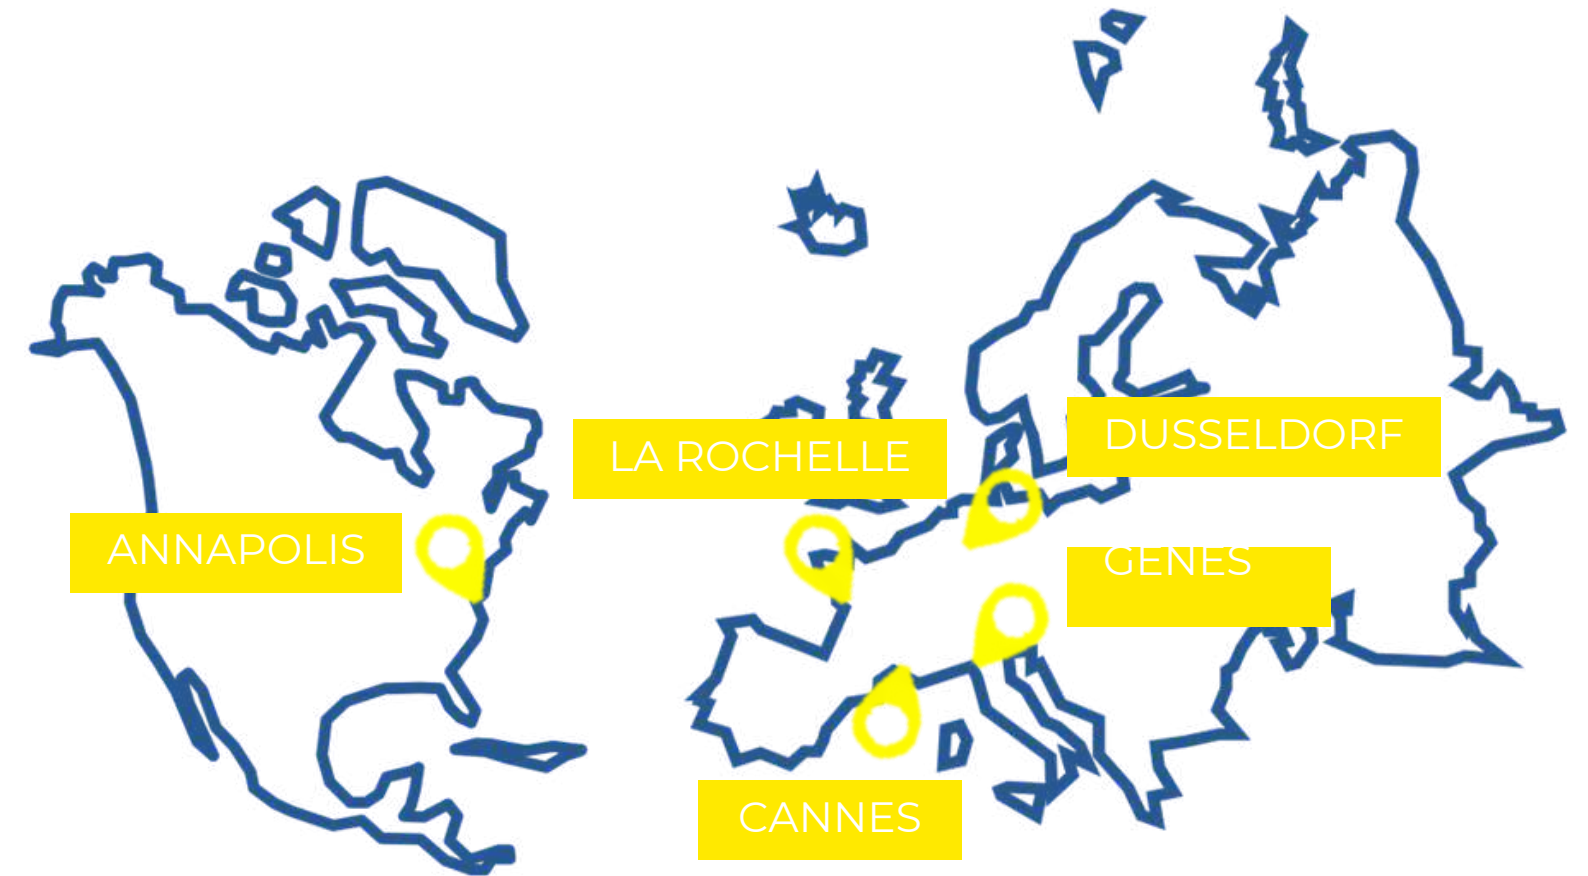 DUSSELDORF
LA ROCHELLE
ANNAPOLIS
GENES
CANNES